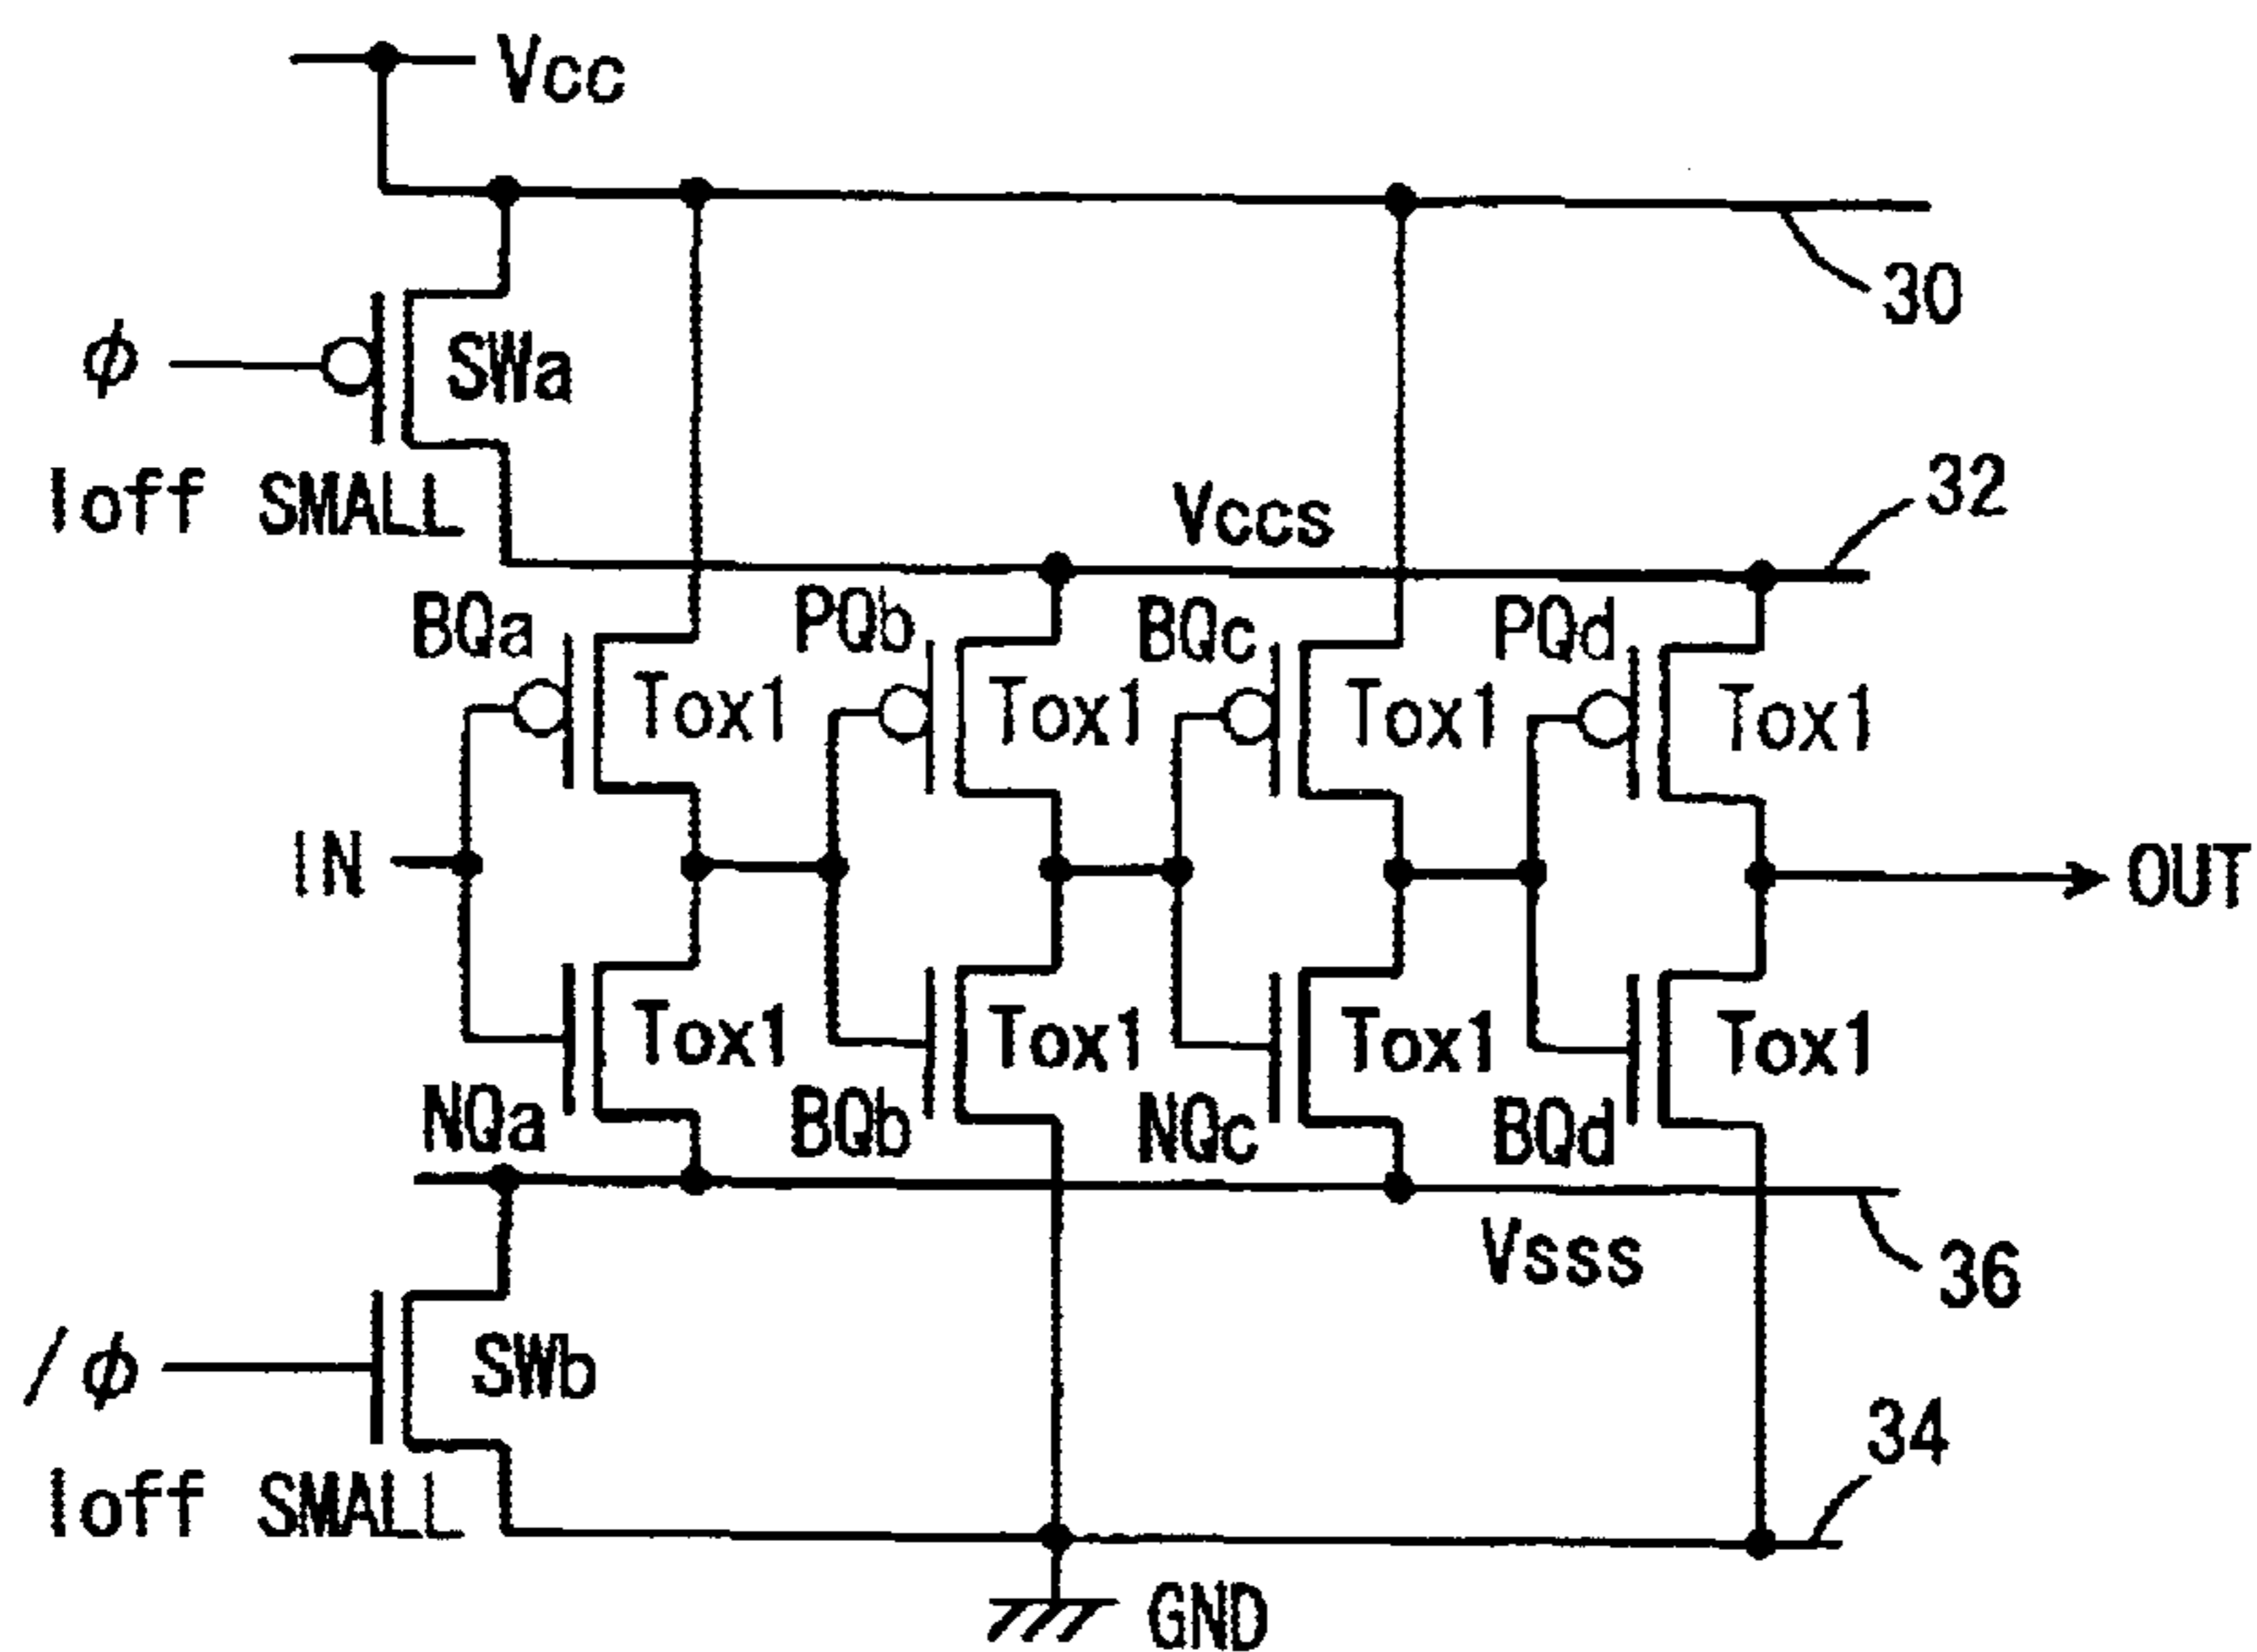 Vcc
30
ϕ
SWa
Ioff SMALL
Vccs
32
BQa
PQb
BQc
PQd
Tox1
Tox1
Tox1
Tox1
IN
OUT
Tox1
Tox1
Tox1
Tox1
NQa
BQb
NQc
BQd
Vsss
36
/ϕ
SWb
34
Ioff SMALL
GND